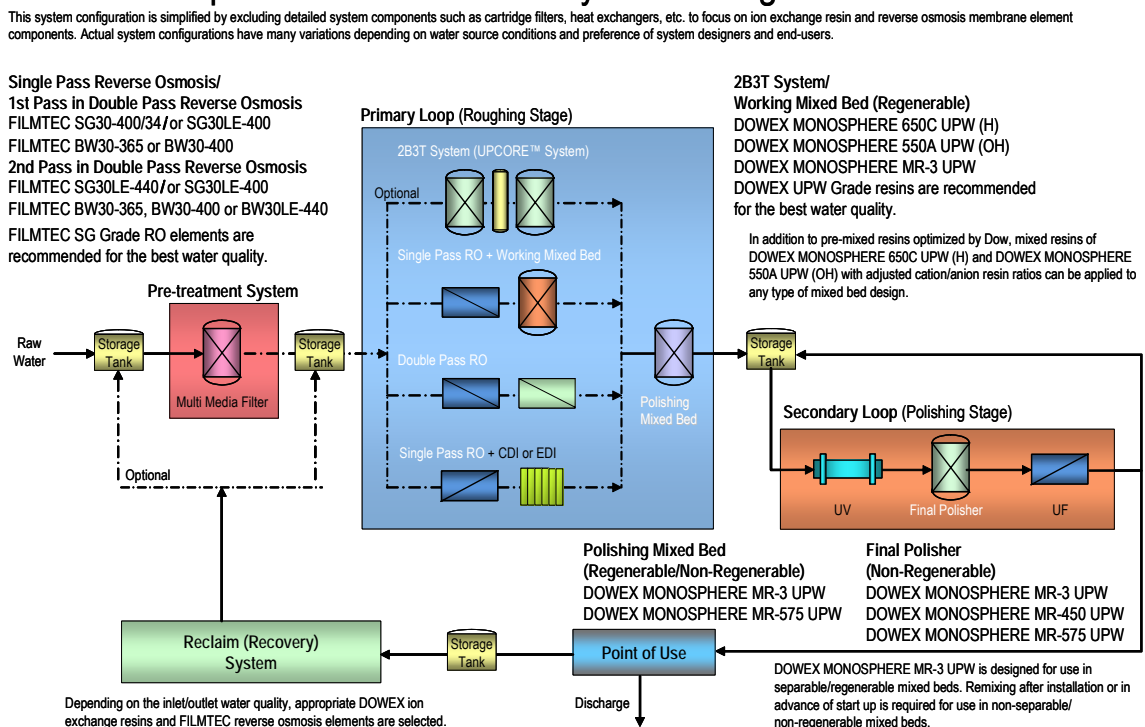 This system configuration is simplified by excluding detailed system components such as cartridge filters, heat exchangers, etc. to focus on ion exchange resin and reverse osmosis membrane element
components. Actual system configurations have many variations depending on water source conditions and preference of system designers and end-users.
Single Pass Reverse Osmosis/
1st Pass in Double Pass Reverse Osmosis
FILMTEC SG30-400/34/or SG30LE-400
FILMTEC BW30-365 or BW30-400
2nd Pass in Double Pass Reverse Osmosis
FILMTEC SG30LE-440/or SG30LE-400
FILMTEC BW30-365, BW30-400 or BW30LE-440
FILMTEC SG Grade RO elements are
recommended for the best water quality.
2B3T System/
Working Mixed Bed (Regenerable)
DOWEX MONOSPHERE 650C UPW (H)
DOWEX MONOSPHERE 550A UPW (OH)
DOWEX MONOSPHERE MR-3 UPW
DOWEX UPW Grade resins are recommended
for the best water quality.
In addition to pre-mixed resins optimized by Dow, mixed resins of
DOWEX MONOSPHERE 650C UPW (H) and DOWEX MONOSPHERE
550A UPW (OH) with adjusted cation/anion resin ratios can be applied to
any type of mixed bed design.
Primary Loop (Roughing Stage)
2B3T System (UPCORE™ System)
Optional
Single Pass RO + Working Mixed Bed
Double Pass RO
Single Pass RO + CDI or EDI
Polishing
Mixed Bed
Pre-treatment System
Raw
Water
Storage
Tank
Multi Media Filter
Storage
Tank
Optional
Storage
Tank
Secondary Loop (Polishing Stage)
UV
Final Polisher
UF
Polishing Mixed Bed
(Regenerable/Non-Regenerable)
DOWEX MONOSPHERE MR-3 UPW
DOWEX MONOSPHERE MR-575 UPW
Final Polisher
(Non-Regenerable)
DOWEX MONOSPHERE MR-3 UPW
DOWEX MONOSPHERE MR-450 UPW
DOWEX MONOSPHERE MR-575 UPW
Reclaim (Recovery)
System
Storage
Tank
Point of Use
Discharge
Depending on the inlet/outlet water quality, appropriate DOWEX ion
exchange resins and FILMTEC reverse osmosis elements are selected.
DOWEX MONOSPHERE MR-3 UPW is designed for use in
separable/regenerable mixed beds. Remixing after installation or in
advance of start up is required for use in non-separable/
non-regenerable mixed beds.